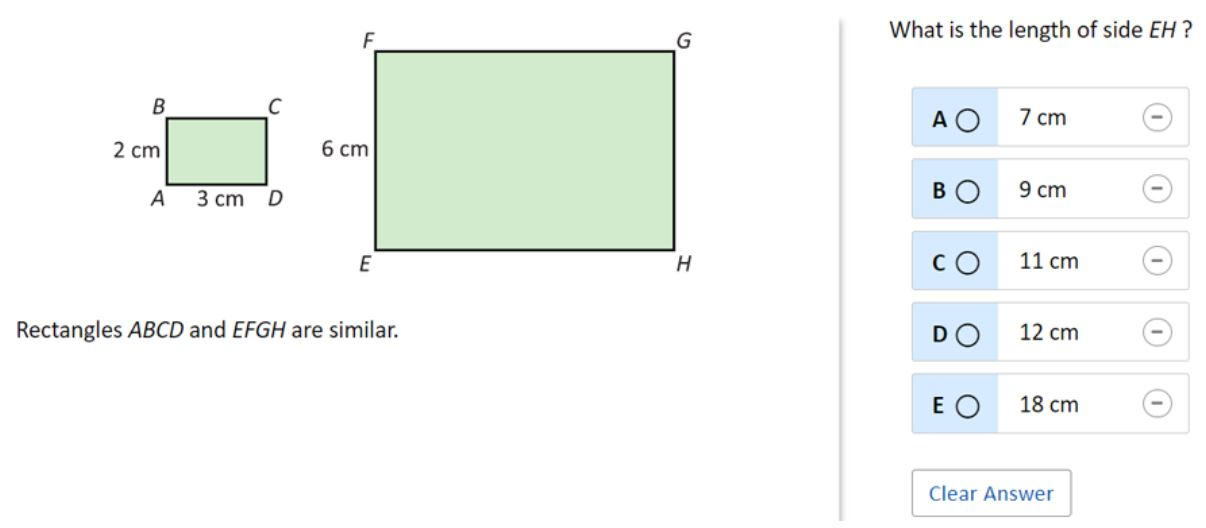 F
G
B
C
2 cm
6 cm
A
3 cm
D
E
H
Rectangles ABCD and EFGH are similar.
What is the length of side EH ?
A 7 cm
B 9 cm
C 11 cm
D 12 cm
E 18 cm
Clear Answer